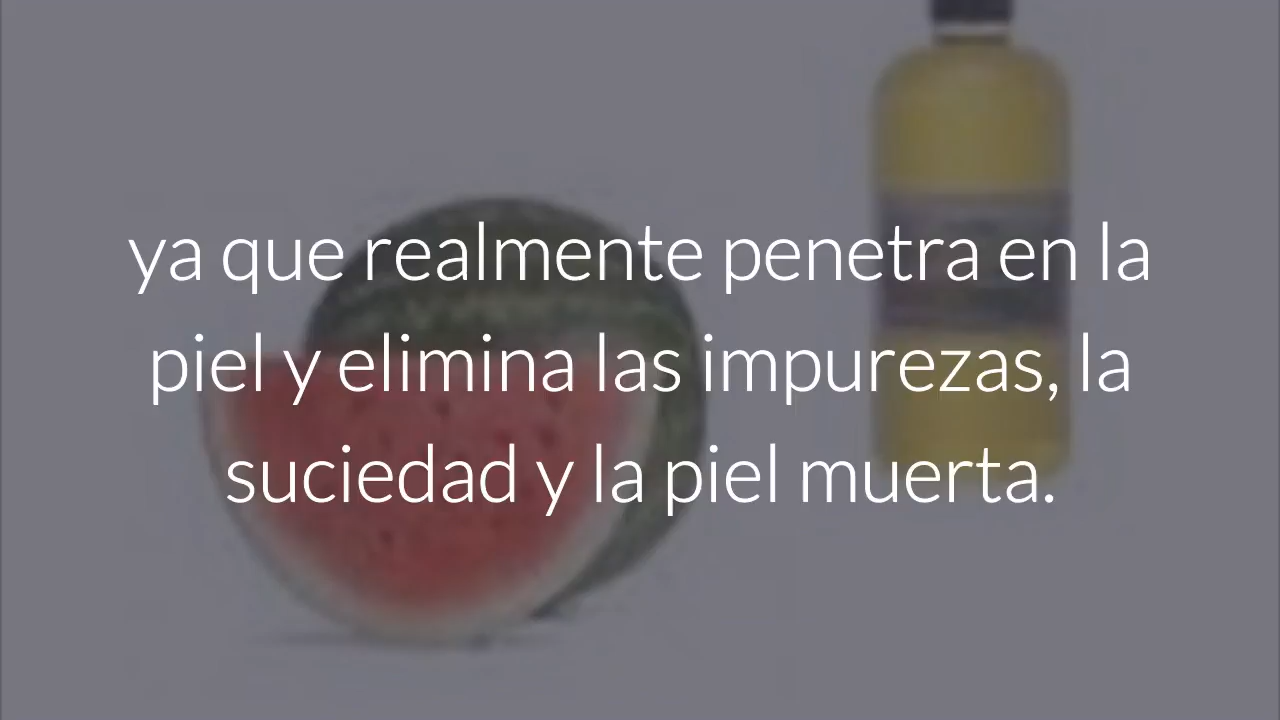 ya que realmente penetra en la
piel y elimina las impurezas, la
suciedad y la piel muerta.